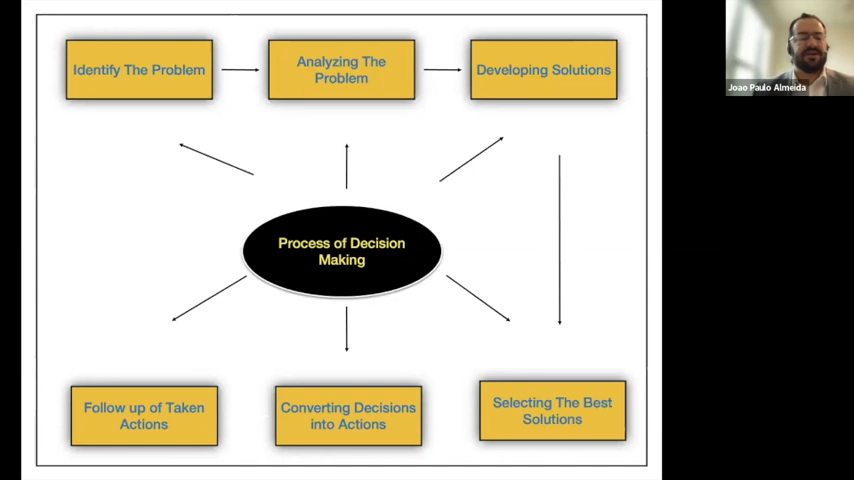 Identify The Problem
Analyzing The
Problem
Developing Solutions
Joao Paulo Almeida
Process of Decision
Making
Follow up of Taken
Actions
Converting Decisions
into Actions
Selecting The Best
Solutions